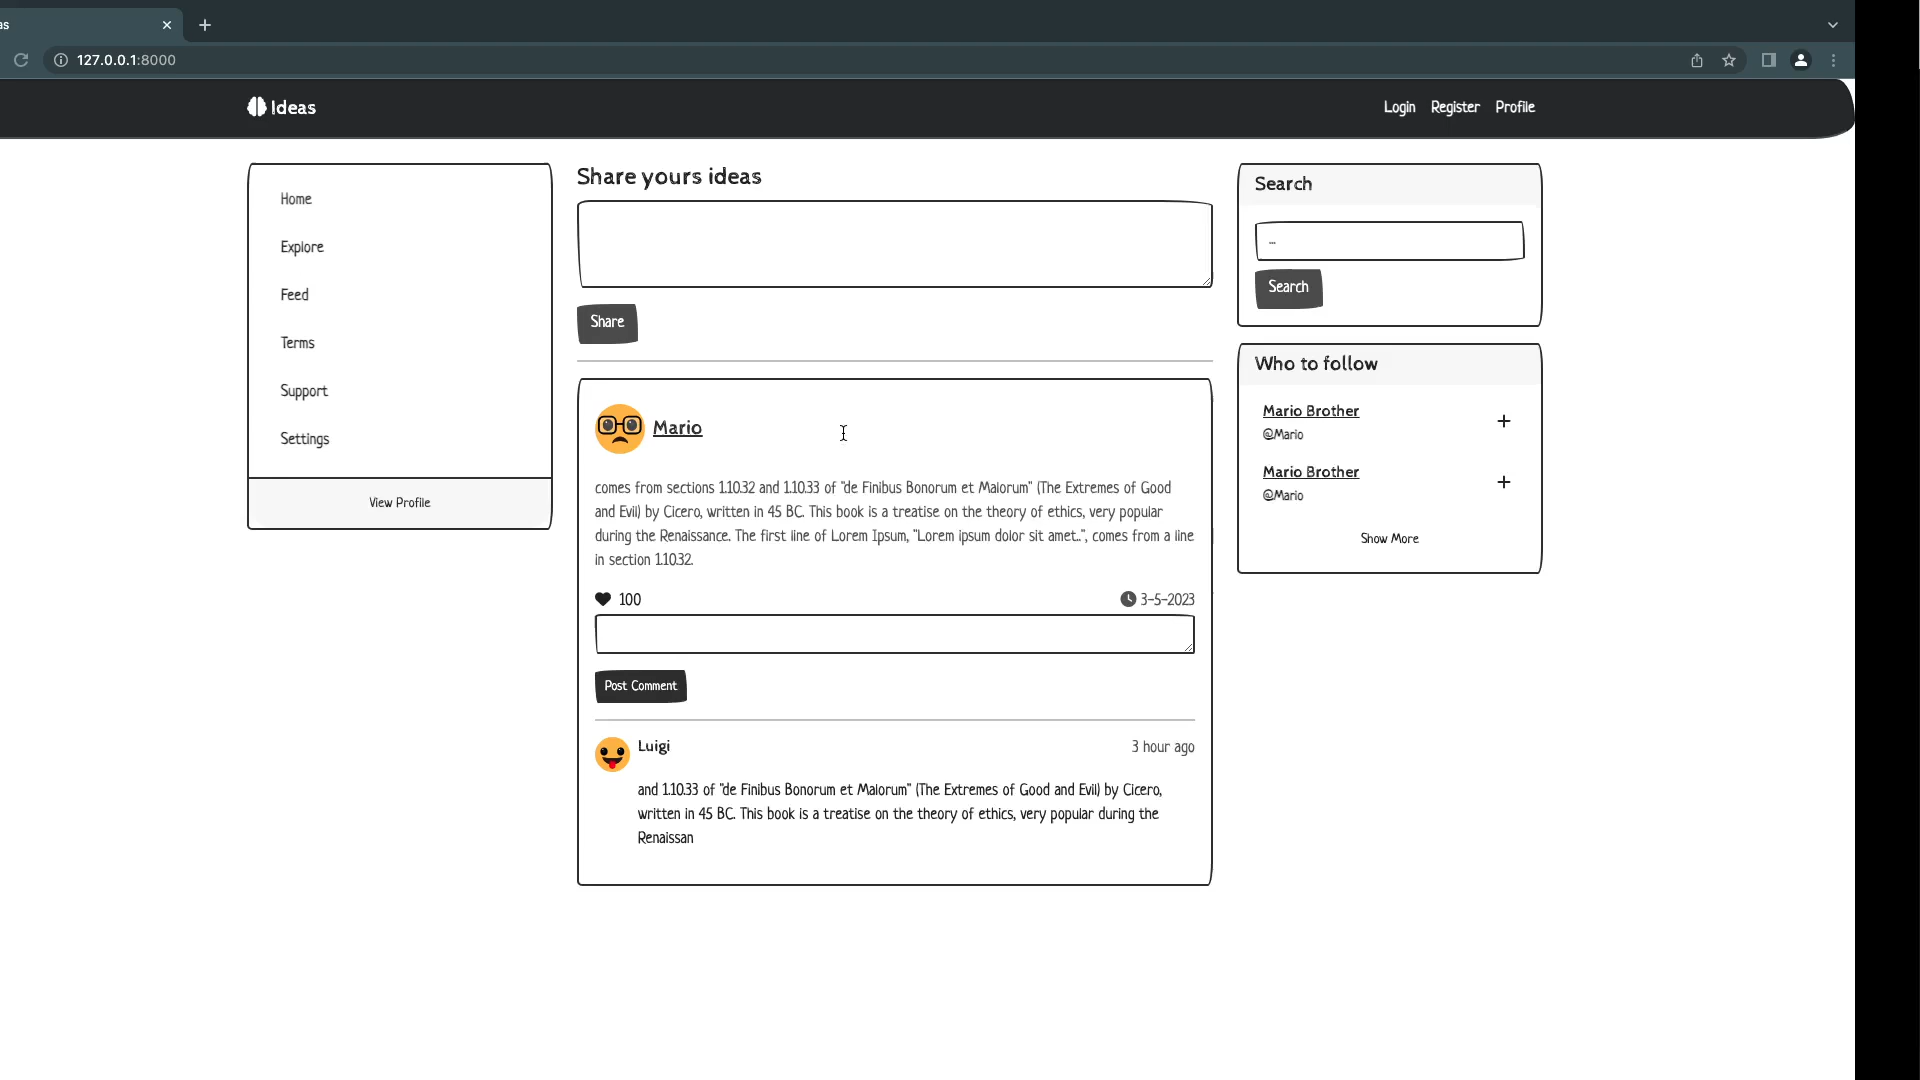 as
127.0.0.1:8000
Ideas
Login Register Profile
Home
Explore
Feed
Terms
Support
Settings
View Profile
Share yours ideas
Share
Mario
comes from sections 1.10.32 and 1.10.33 of "de Finibus Bonorum et Malorum" (The Extremes of Good
and Evil) by Cicero, written in 45 BC. This book is a treatise on the theory of ethics, very popular
during the Renaissance. The first line of Lorem Ipsum, "Lorem ipsum dolor sit amet..", comes from a line
in section 1.10.32.
100
3-5-2023
Post Comment
Luigi
3 hour ago
and 1.10.33 of "de Finibus Bonorum et Malorum" (The Extremes of Good and Evil) by Cicero,
written in 45 BC. This book is a treatise on the theory of ethics, very popular during the
Renaissan
Search
...
Search
Who to follow
Mario Brother
@Mario
Mario Brother
@Mario
Show More